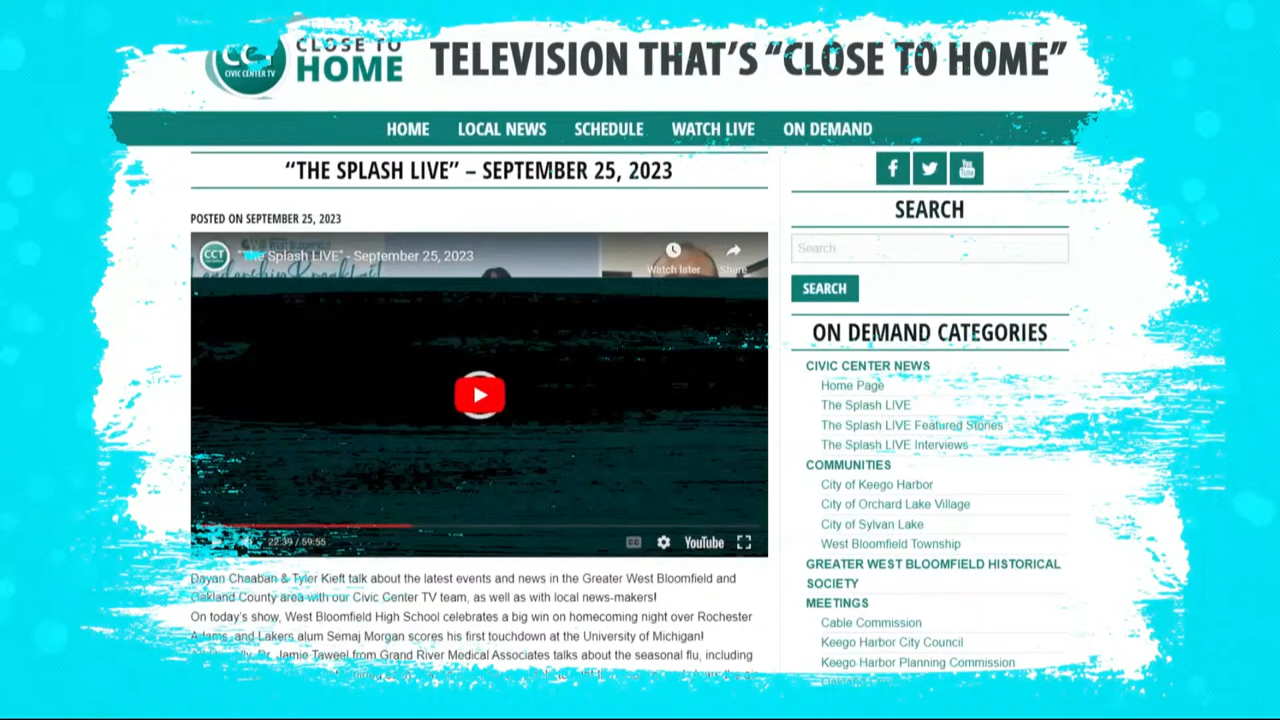 CCT
CIVIC CENTER TV
CLOSE TO
HOME
TELEVISION THAT'S “CLOSE TO HOME”
HOME LOCAL NEWS SCHEDULE WATCH LIVE ON DEMAND
“THE SPLASH LIVE” – SEPTEMBER 25, 2023
POSTED ON SEPTEMBER 25, 2023
CCT
"The Splash LIVE" - September 25, 2023
Watch later Share
Leadership Breakfast
22:39 / 59:55
CC YouTube
Dayan Chaaban & Tyler Kieft talk about the latest events and news in the Greater West Bloomfield and
Oakland County area with our Civic Center TV team, as well as with local news-makers!
On today's show, West Bloomfield High School celebrates a big win on homecoming night over Rochester
Adams, and Lakers alum Semaj Morgan scores his first touchdown at the University of Michigan!
Dr. Jamie Taweel from Grand River Medical Associates talks about the seasonal flu, including
f You Tube
SEARCH
Search
SEARCH
ON DEMAND CATEGORIES
CIVIC CENTER NEWS
Home Page
The Splash LIVE
The Splash LIVE Featured Stories
The Splash LIVE Interviews
COMMUNITIES
City of Keego Harbor
City of Orchard Lake Village
City of Sylvan Lake
West Bloomfield Township
GREATER WEST BLOOMFIELD HISTORICAL
SOCIETY
MEETINGS
Cable Commission
Keego Harbor City Council
Keego Harbor Planning Commission